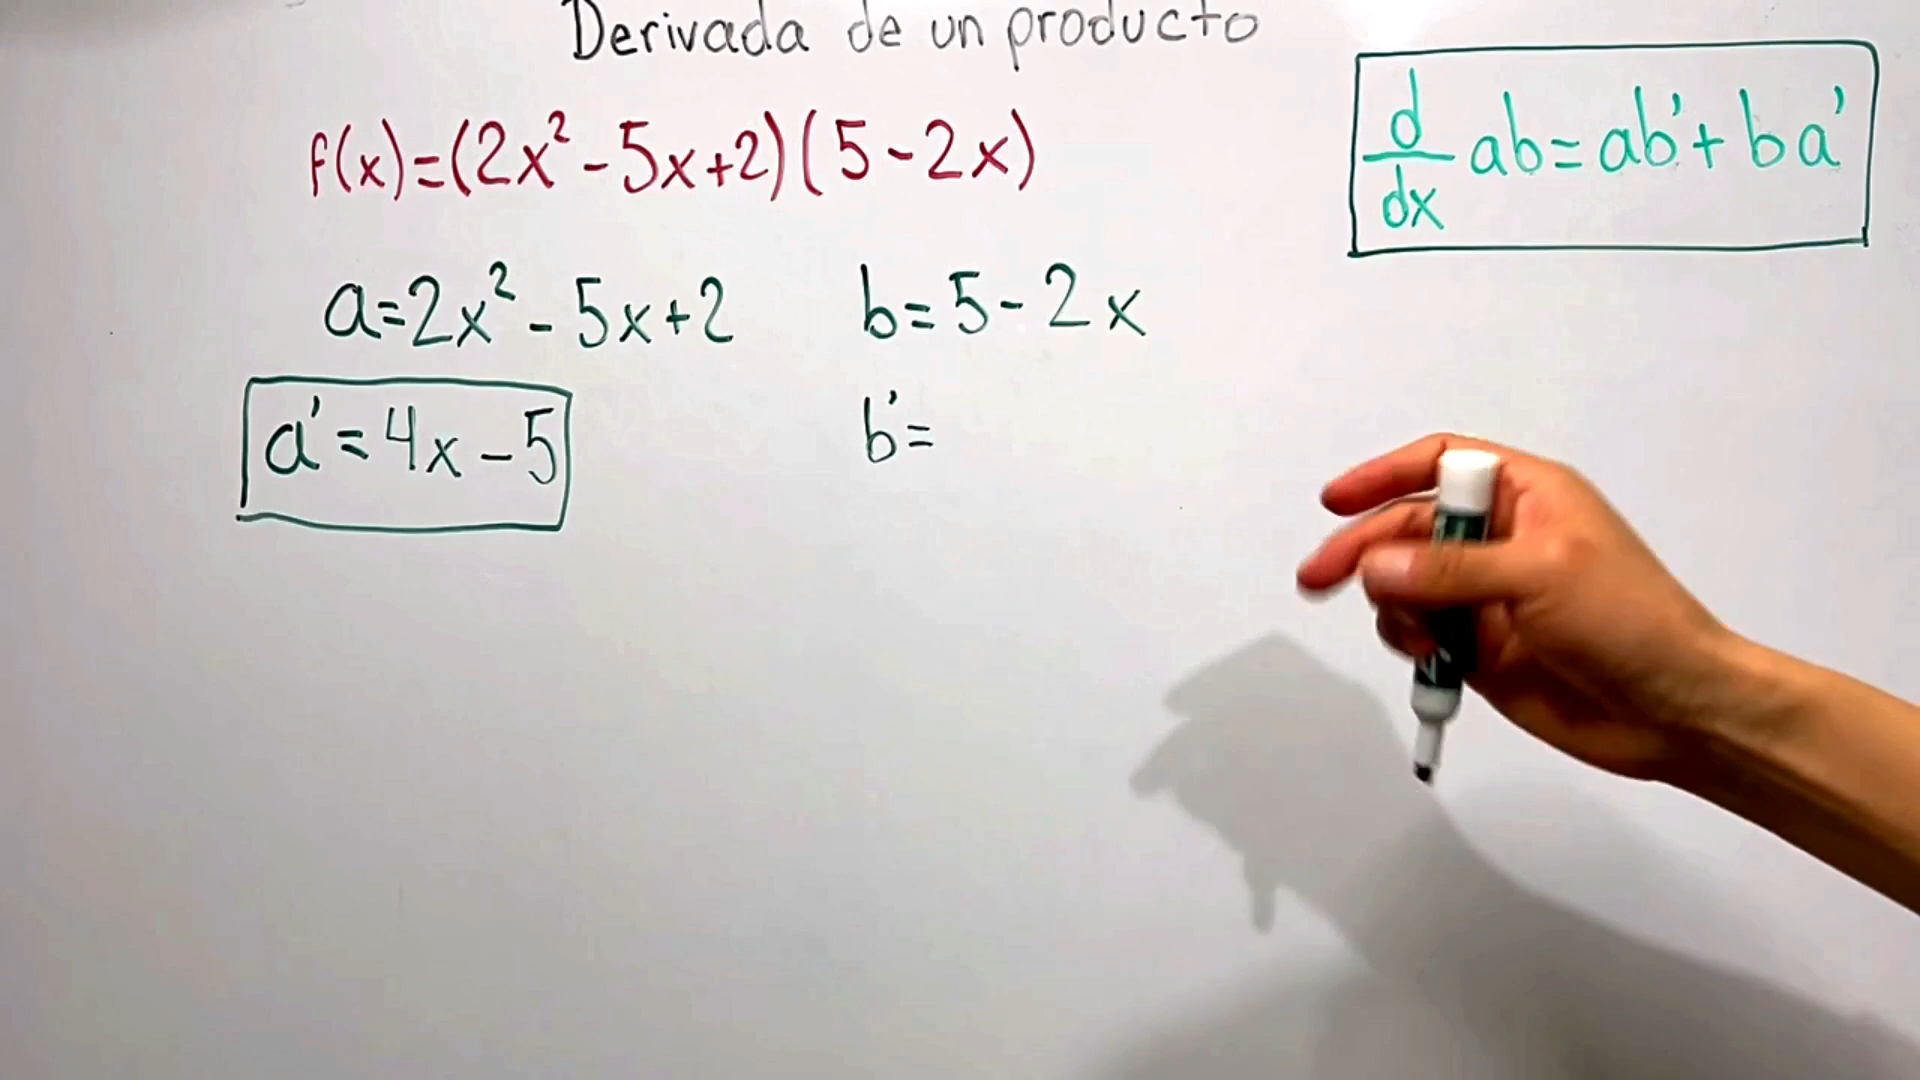 Derivada de un producto
f(x)=(2x²-5x+2)(5-2x)
d/dx ab=ab'+ba'
a=2x²-5x+2
b=5-2x
a'=4x-5
b'=